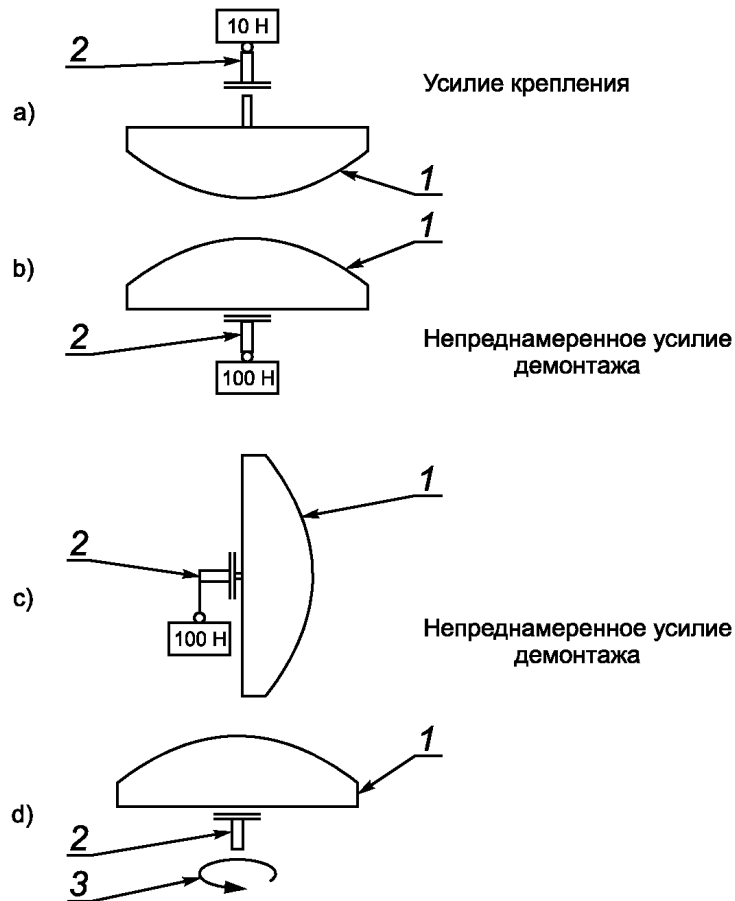 10 Н
2
Усилие крепления
a)
1
1
b)
2
Непреднамеренное усилие
демонтажа
100 Н
1
2
c)
100 Н
Непреднамеренное усилие
демонтажа
1
d)
2
3